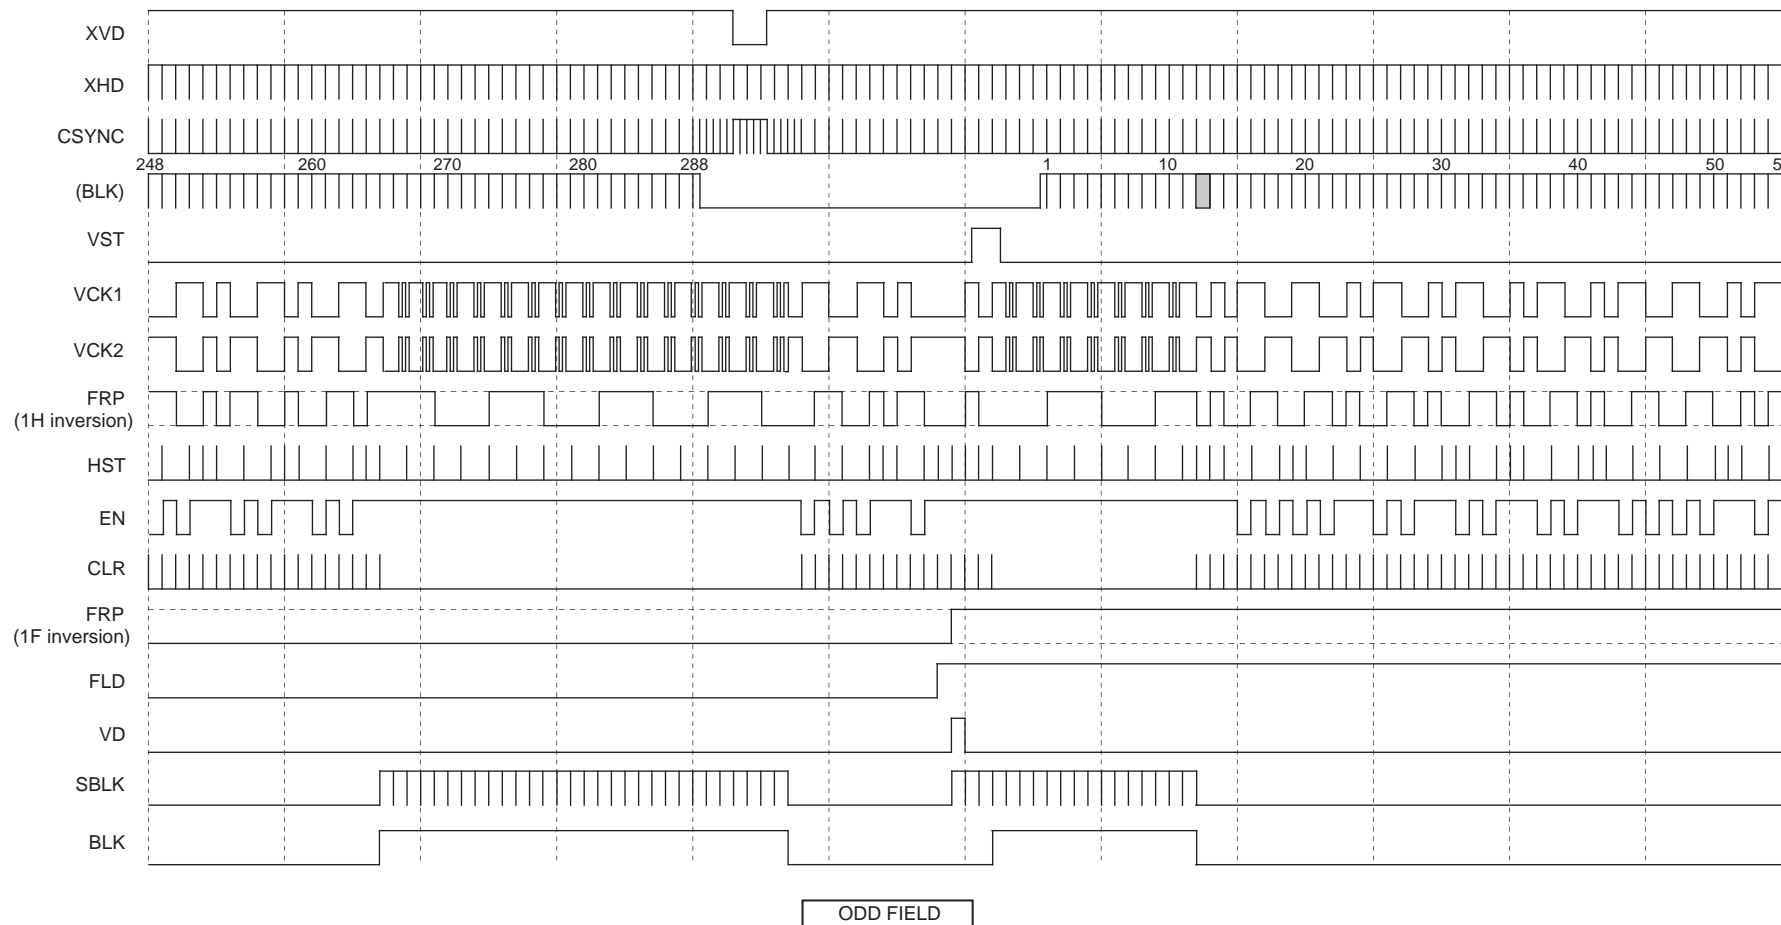 XVD
XHD
CSYNC
248 260 270 280 288 1 10 20 30 40 50 5
(BLK)
VST
VCK1
VCK2
FRP
(1H inversion)
HST
EN
CLR
FRP
(1F inversion)
FLD
VD
SBLK
BLK
ODD FIELD